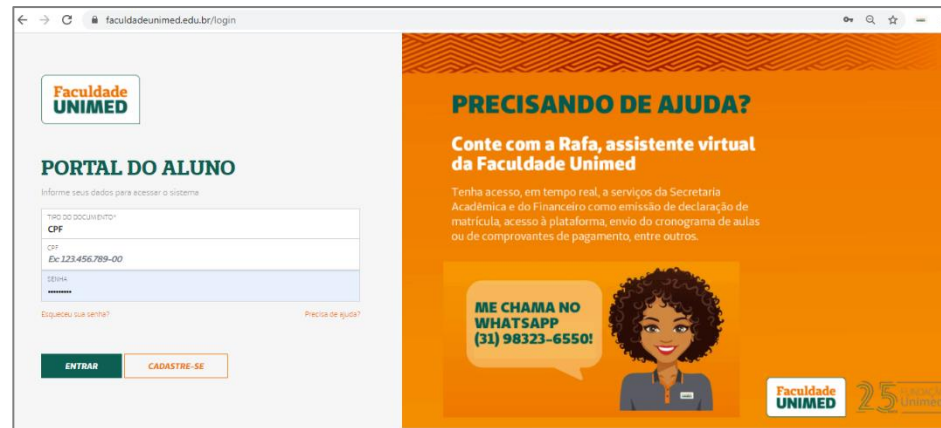 faculdadeunimed.edu.br/login
Faculdade
UNIMED
PORTAL DO ALUNO
Informe seus dados para acessar o sistema
TIPO DO DOCUMENTO*
CPF
CPF
Ex: 123.456.789-00
SENHA
•••••••••
Esqueceu sua senha?
Precisa de ajuda?
ENTRAR
CADASTRE-SE
PRECISANDO DE AJUDA?
Conte com a Rafa, assistente virtual
da Faculdade Unimed
Tenha acesso, em tempo real, a serviços da Secretaria
Acadêmica e do Financeiro como emissão de declaração de
matrícula, acesso à plataforma, envio do cronograma de aulas
ou de comprovantes de pagamento, entre outros.
ME CHAMA NO
WHATSAPP
(31) 98323-6550!
Faculdade
UNIMED
25
Unimed